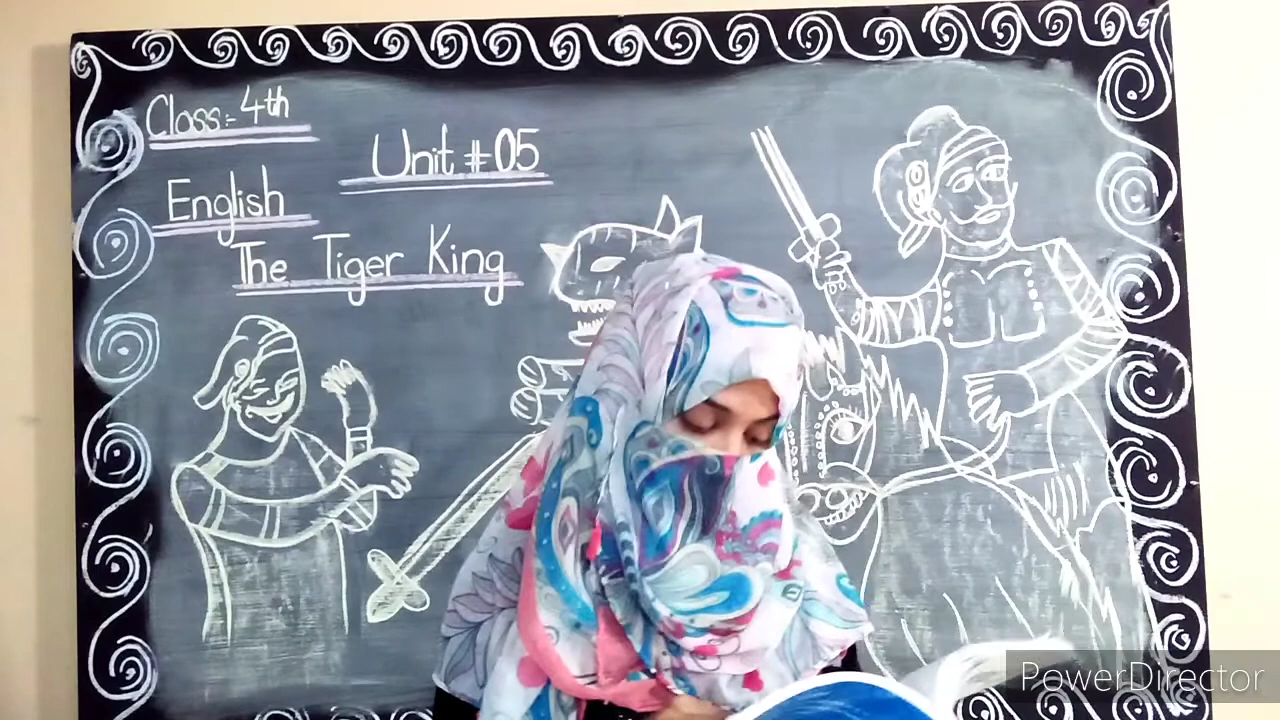 Class:- 4th
Unit # 05
English
The Tiger King
PowerDirector